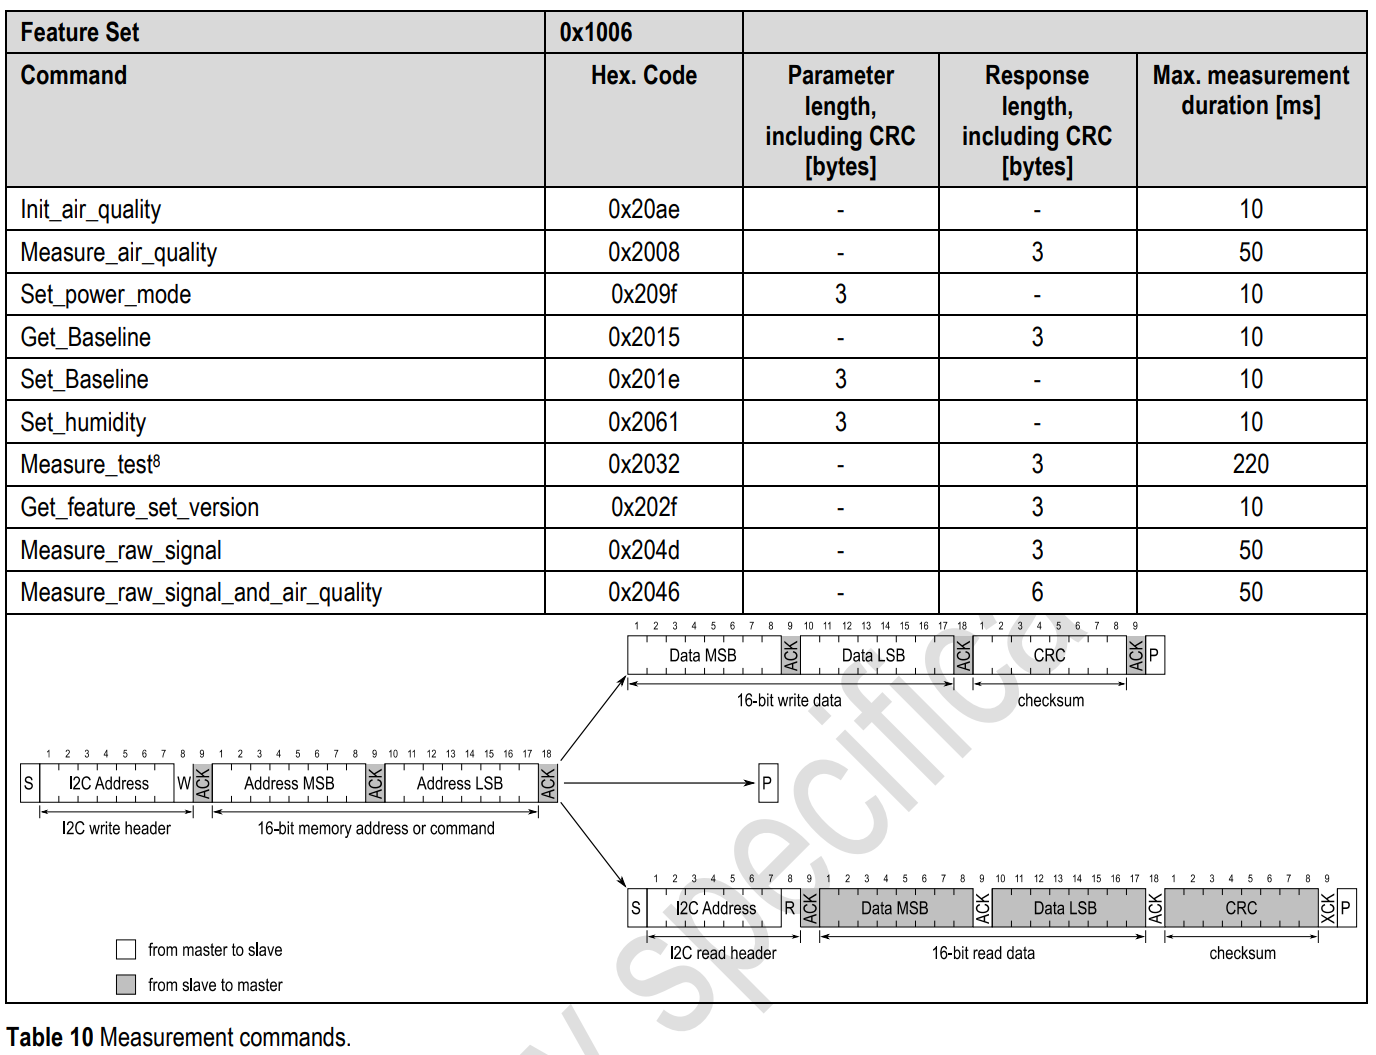 Feature Set 0x1006
Command Hex. Code Parameter length, including CRC [bytes] Response length, including CRC [bytes] Max. measurement duration [ms]
Init_air_quality 0x20ae - - 10
Measure_air_quality 0x2008 - 3 50
Set_power_mode 0x209f 3 - 10
Get_Baseline 0x2015 - 3 10
Set_Baseline 0x201e 3 - 10
Set_humidity 0x2061 3 - 10
Measure_test8 0x2032 - 3 220
Get_feature_set_version 0x202f - 3 10
Measure_raw_signal 0x204d - 3 50
Measure_raw_signal_and_air_quality 0x2046 - 6 50
1 2 3 4 5 6 7 8 9 10 11 12 13 14 15 16 17 18 1 2 3 4 5 6 7 8 9
Data MSB ACK Data LSB ACK CRC ACK P
16-bit write data checksum
1 2 3 4 5 6 7 8 9 1 2 3 4 5 6 7 8 9 10 11 12 13 14 15 16 17 18
S I2C Address W ACK Address MSB ACK Address LSB ACK P
I2C write header 16-bit memory address or command
1 2 3 4 5 6 7 8 9 1 2 3 4 5 6 7 8 9 10 11 12 13 14 15 16 17 18 1 2 3 4 5 6 7 8 9
S I2C Address R ACK Data MSB ACK Data LSB ACK CRC XCK P
I2C read header 16-bit read data checksum
from master to slave
from slave to master
Table 10 Measurement commands.